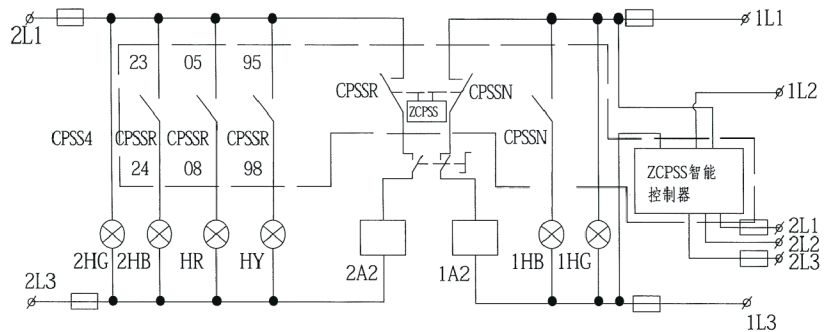 2L1
1L1
23 05 95
CPSSR
ZCPSS
CPSSN
1L2
CPSS4 CPSSR CPSSR CPSSR
CPSSN
24 08 98
ZCPSS智能
控制器
2L1
2L2
2L3
2HG 2HB HR HY 2A2 1A2 1HB 1HG
2L3
1L3